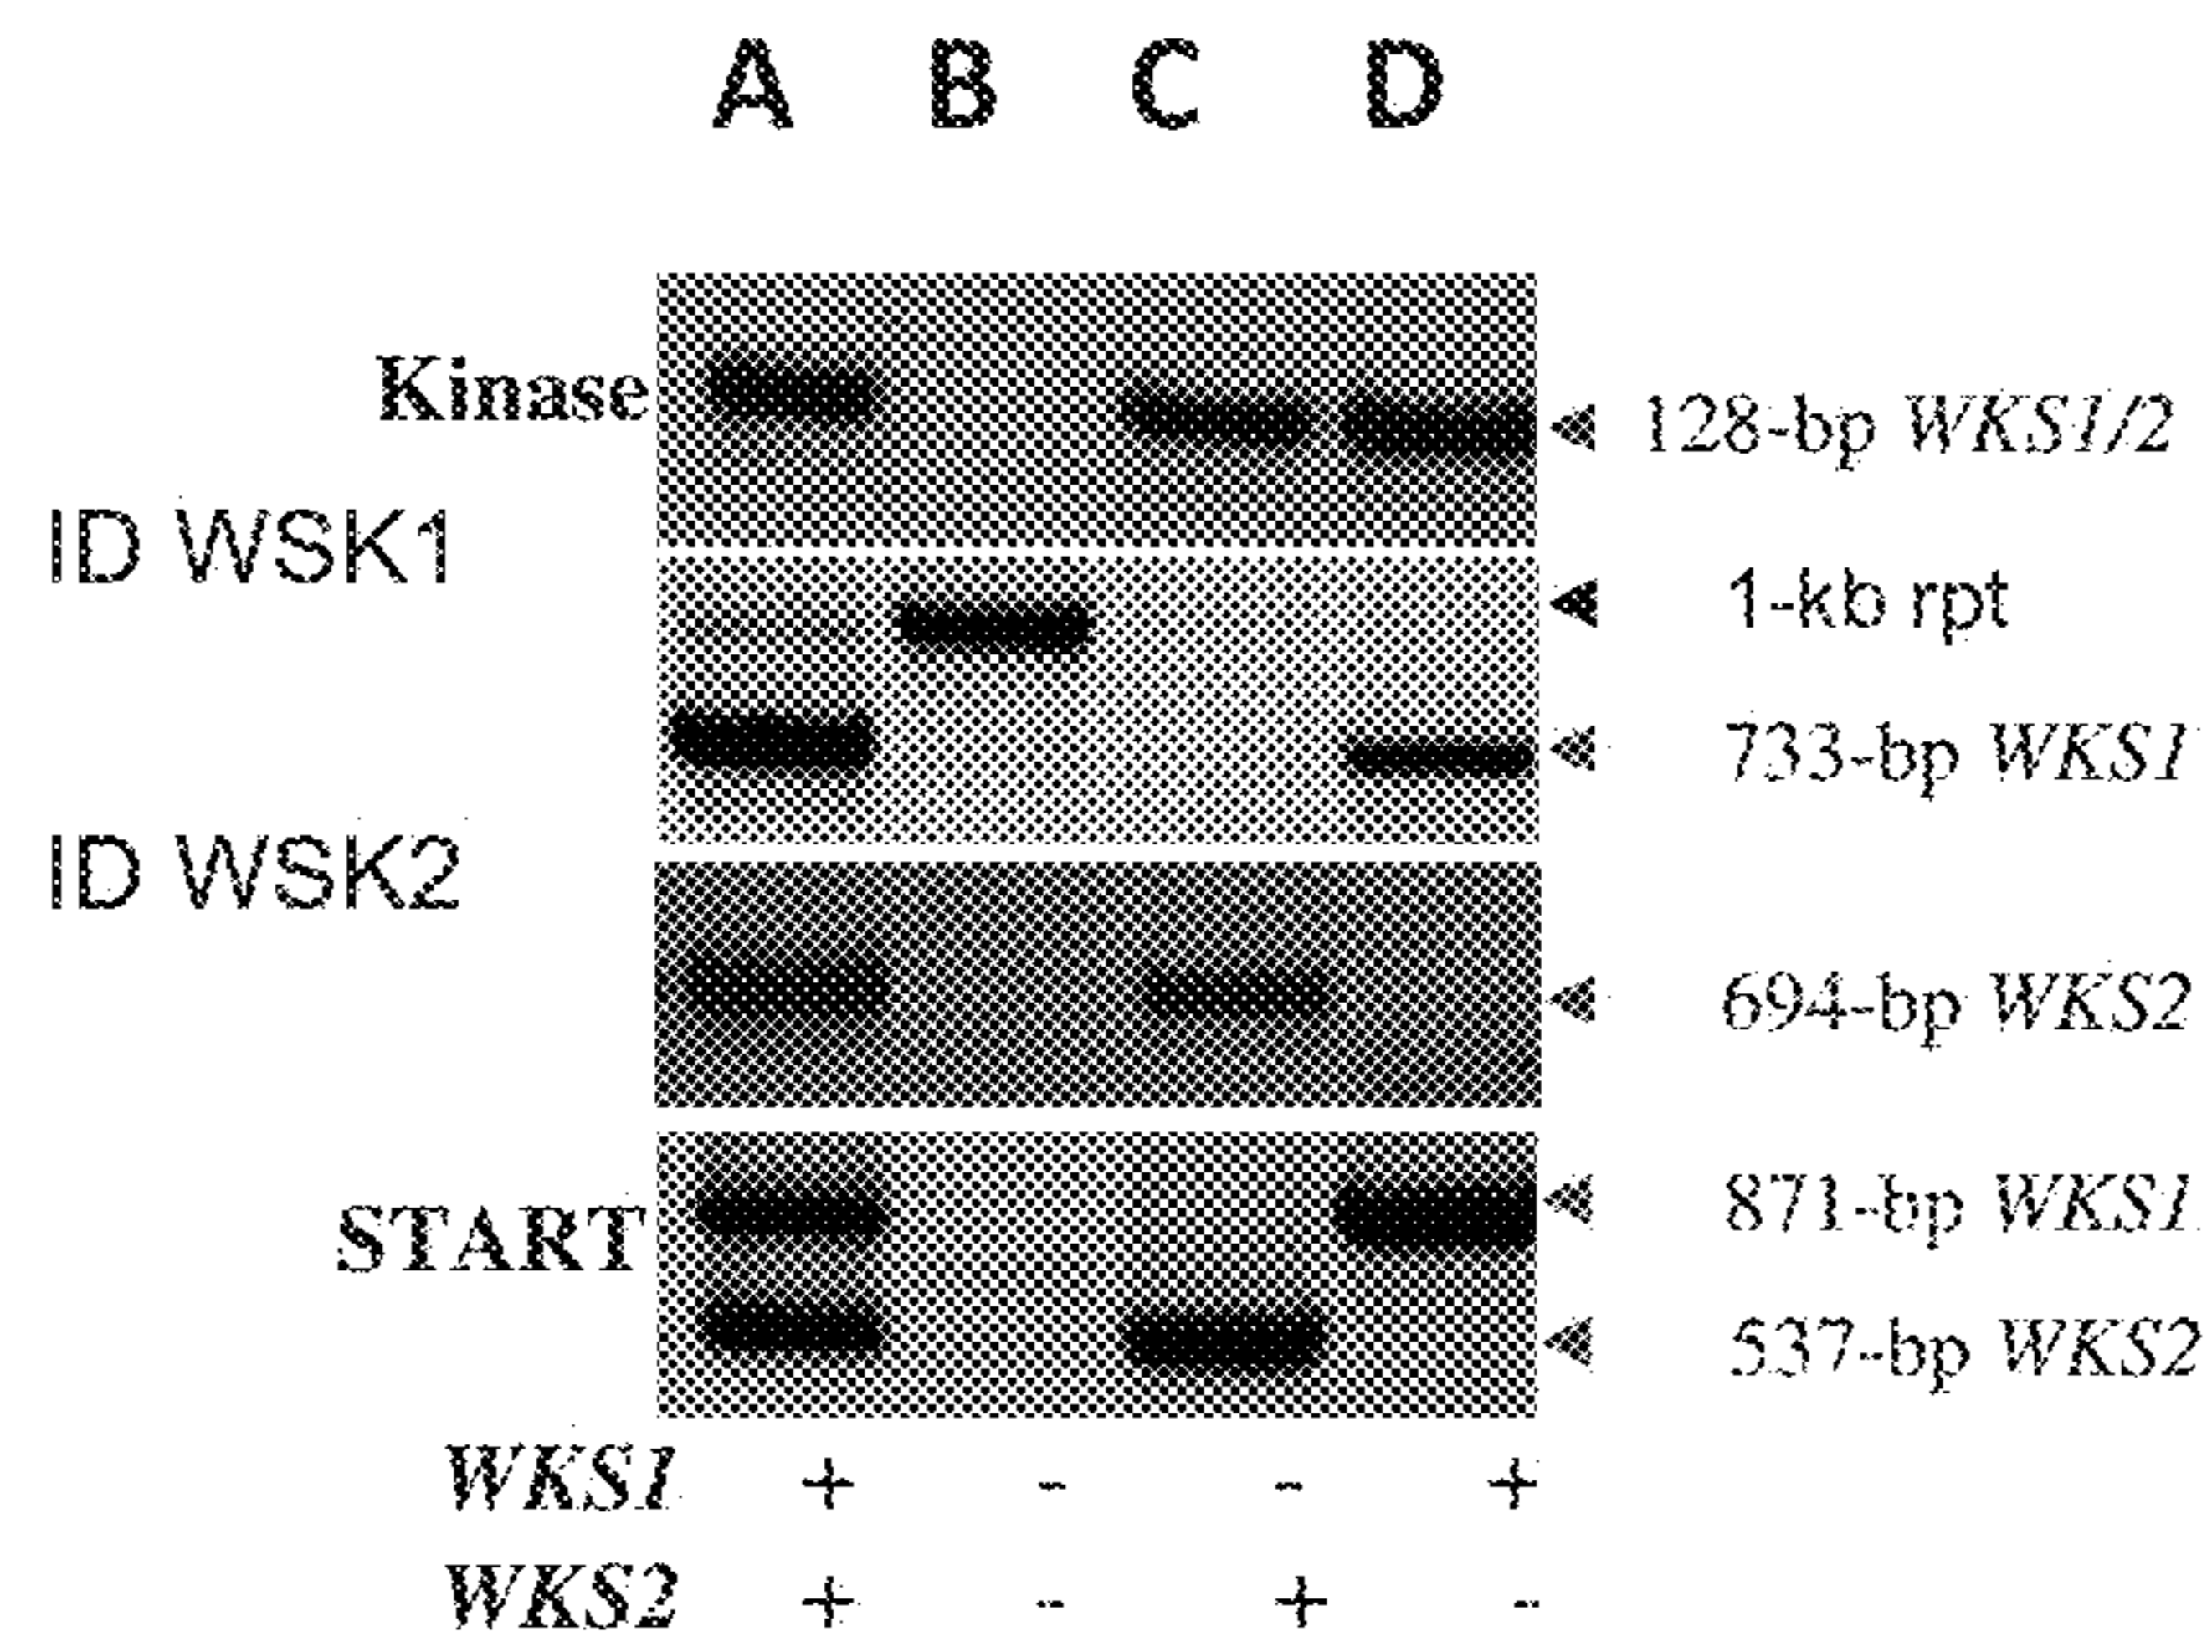 A B C D
Kinase
128-bp WKS1/2
ID WSK1
1-kb rpt
733-bp WKS1
ID WSK2
694-bp WKS2
START
871-bp WKS1
537-bp WKS2
WKS1 + - - +
WKS2 + - + -